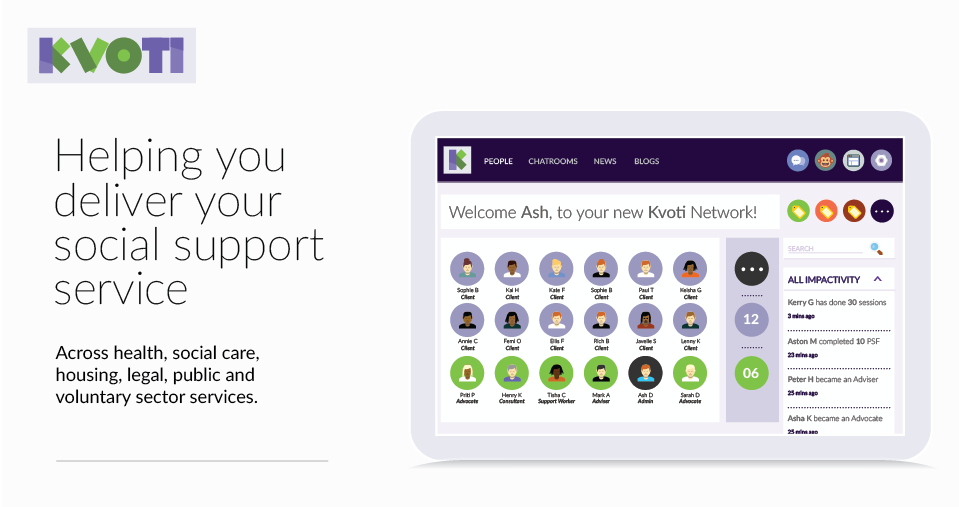 KVOTI
Helping you
deliver your
social support
service
Across health, social care,
housing, legal, public and
voluntary sector services.
K
PEOPLE
CHATROOMS
NEWS
BLOGS
Welcome Ash, to your new Kvoti Network!
Sophie B
Client
Kal H
Client
Kate F
Client
Sophie B
Client
Paul T
Client
Keisha G
Client
Annie C
Client
Femi O
Client
Ellis F
Client
Rich B
Client
Javelle S
Client
Lenny K
Client
Priti P
Advocate
Henry K
Consultant
Tisha C
Support Worker
Mark A
Adviser
Ash D
Admin
Sarah D
Advocate
12
06
SEARCH
ALL IMPACTIVITY
Kerry G has done 30 sessions
3 mins ago
Aston M completed 10 PSF
23 mins ago
Peter H became an Adviser
25 mins ago
Asha K became an Advocate
25 mins ago